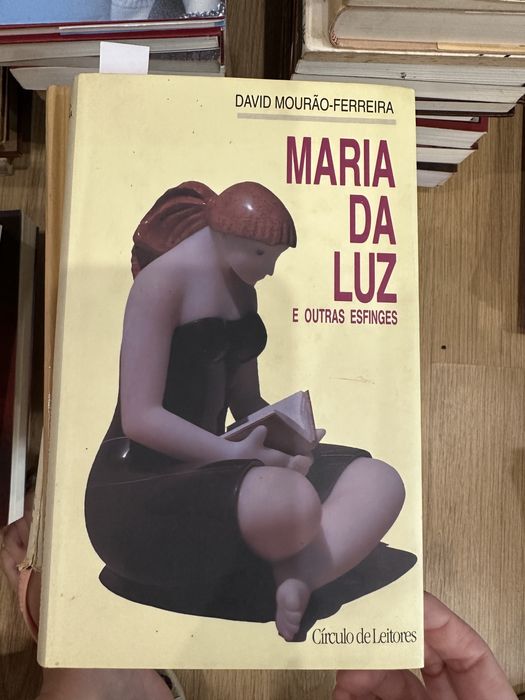 DAVID MOURÃO-FERREIRA
MARIA
DA
LUZ
E OUTRAS ESFINGES
Círculo de Leitores